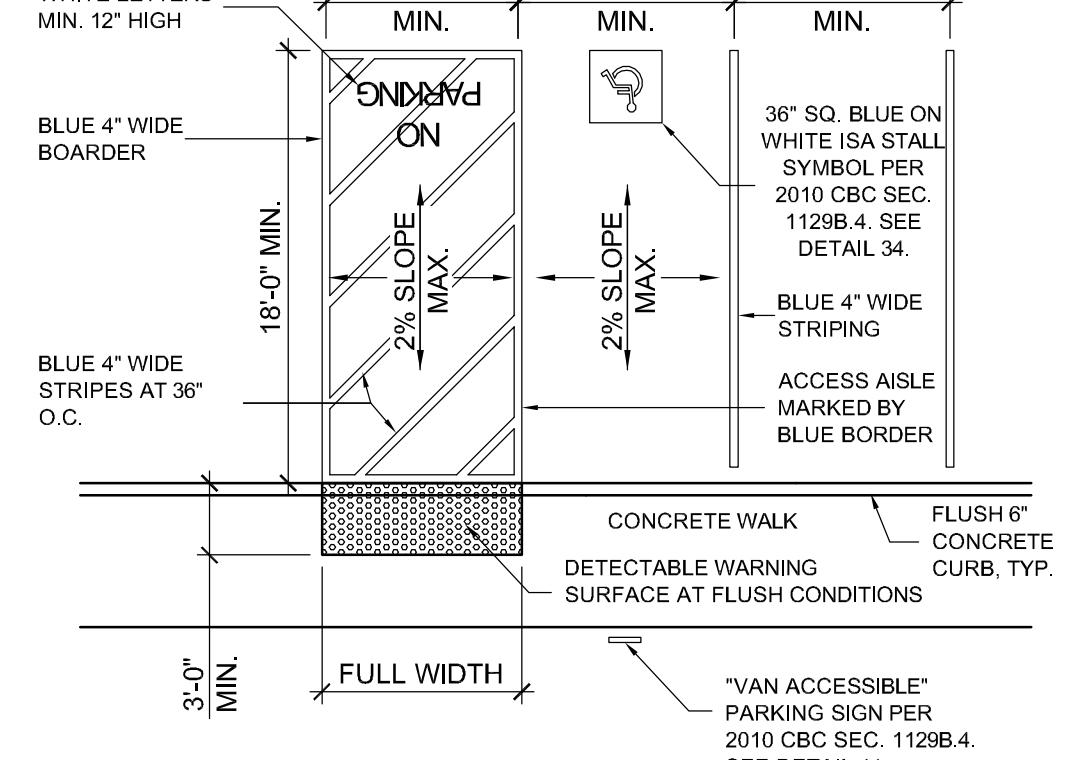 WHITE LETTERS
MIN. 12" HIGH
MIN.
MIN.
MIN.
NO
PARKING
BLUE 4" WIDE
BOARDER
36" SQ. BLUE ON
WHITE ISA STALL
SYMBOL PER
2010 CBC SEC.
1129B.4. SEE
DETAIL 34.
18'-0" MIN.
2% SLOPE
MAX.
2% SLOPE
MAX.
BLUE 4" WIDE
STRIPING
BLUE 4" WIDE
STRIPES AT 36"
O.C.
ACCESS AISLE
MARKED BY
BLUE BORDER
CONCRETE WALK
FLUSH 6"
CONCRETE
CURB, TYP.
DETECTABLE WARNING
SURFACE AT FLUSH CONDITIONS
3'-0"
MIN.
FULL WIDTH
"VAN ACCESSIBLE"
PARKING SIGN PER
2010 CBC SEC. 1129B.4.
SEE DETAIL